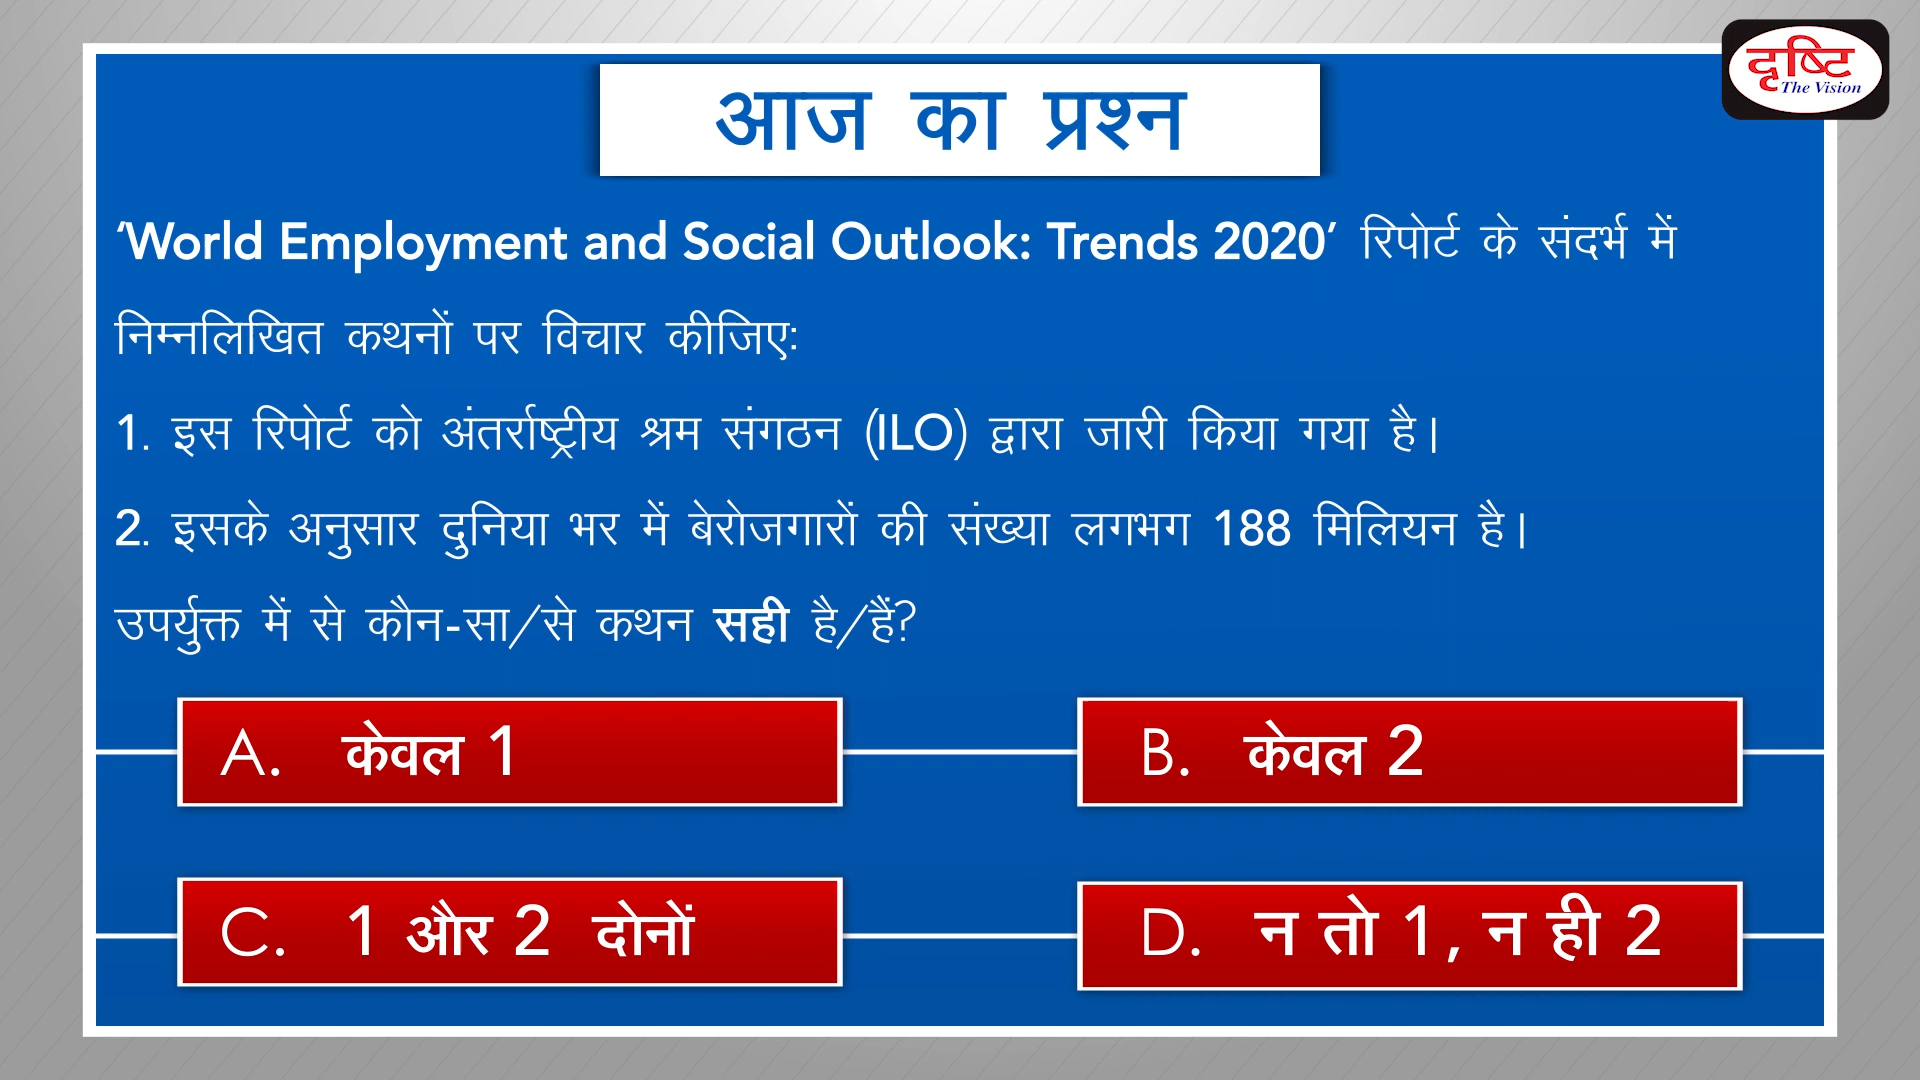 दृष्टि
The Vision
आज का प्रश्न
‘World Employment and Social Outlook: Trends 2020’ रिपोर्ट के संदर्भ में
निम्नलिखित कथनों पर विचार कीजिए:
1. इस रिपोर्ट को अंतर्राष्ट्रीय श्रम संगठन (ILO) द्वारा जारी किया गया है।
2. इसके अनुसार दुनिया भर में बेरोजगारों की संख्या लगभग 188 मिलियन है।
उपर्युक्त में से कौन-सा/से कथन सही है/हैं?
A. केवल 1
B. केवल 2
C. 1 और 2 दोनों
D. न तो 1, न ही 2